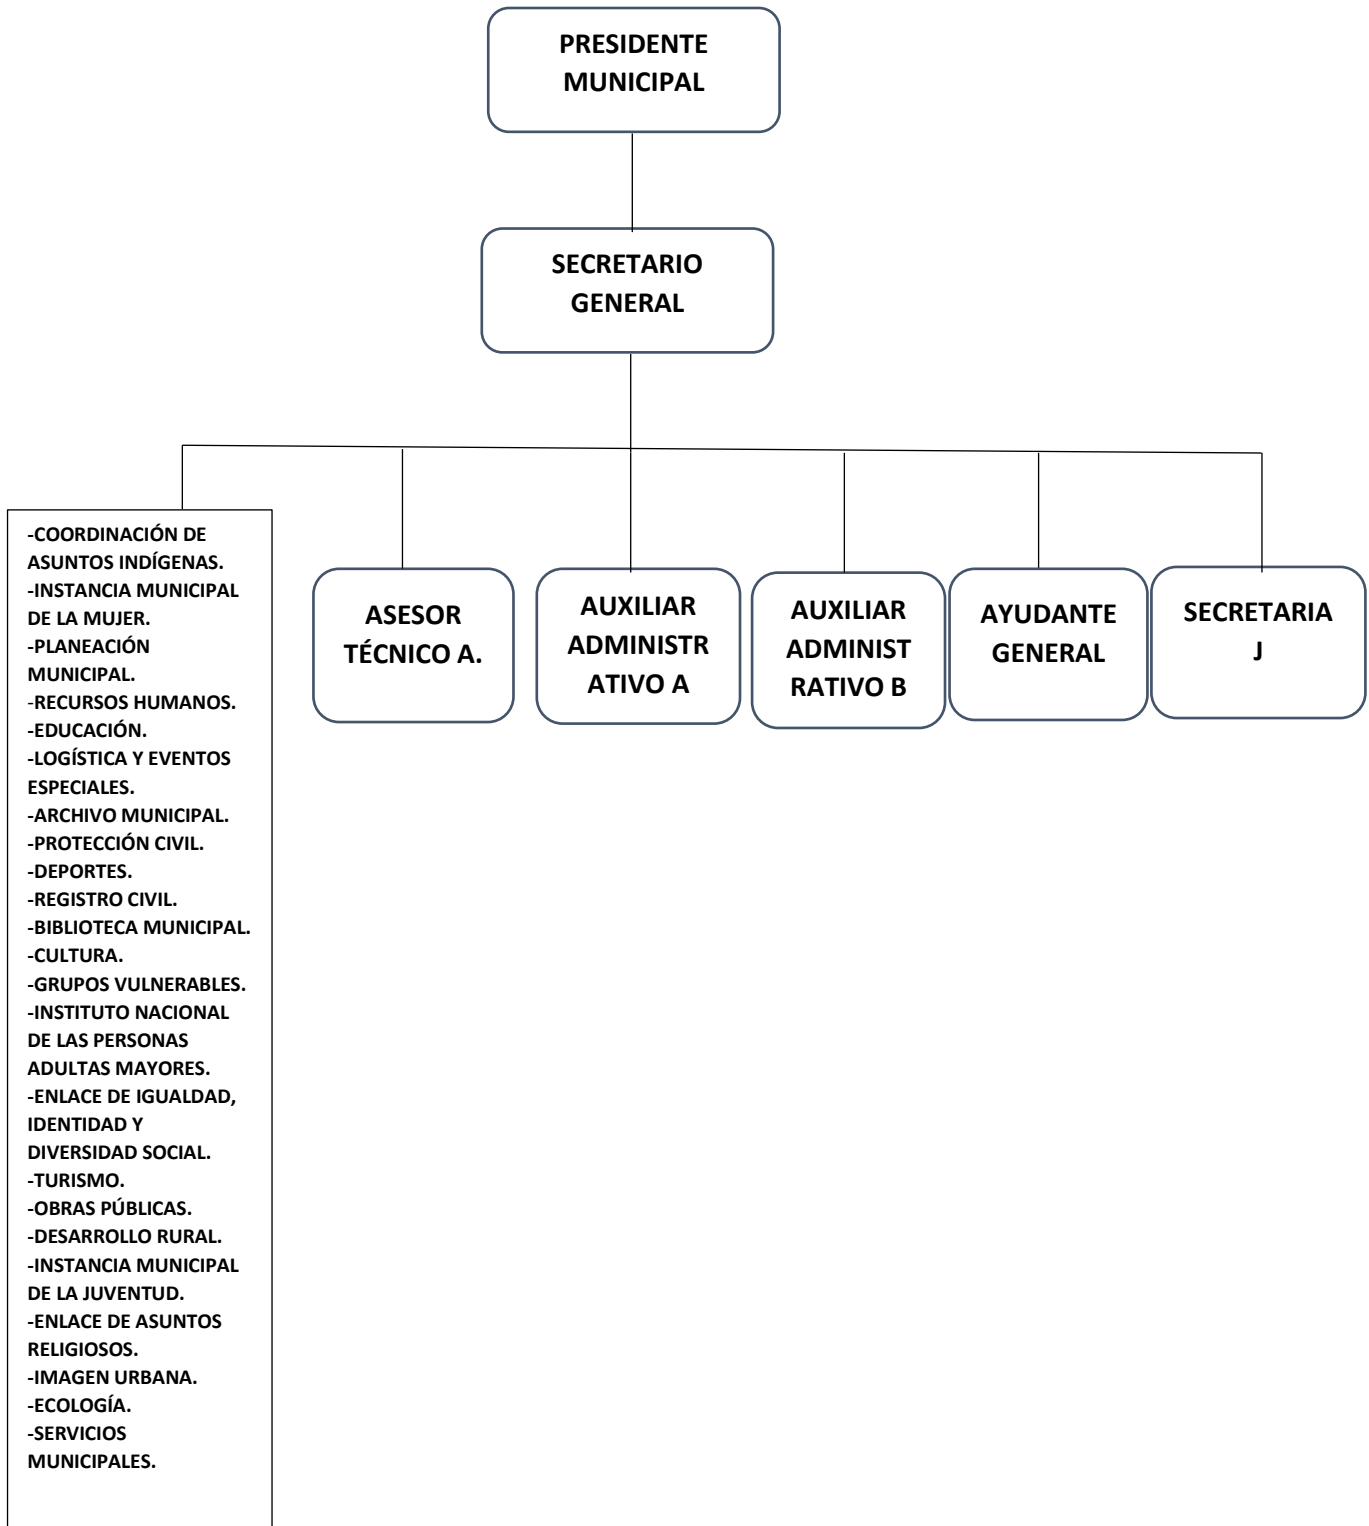 PRESIDENTE
MUNICIPAL
SECRETARIO
GENERAL
-COORDINACIÓN DE
ASUNTOS INDÍGENAS.
-INSTANCIA MUNICIPAL
DE LA MUJER.
-PLANEACIÓN
MUNICIPAL.
-RECURSOS HUMANOS.
-EDUCACIÓN.
-LOGÍSTICA Y EVENTOS
ESPECIALES.
-ARCHIVO MUNICIPAL.
-PROTECCIÓN CIVIL.
-DEPORTES.
-REGISTRO CIVIL.
-BIBLIOTECA MUNICIPAL.
-CULTURA.
-GRUPOS VULNERABLES.
-INSTITUTO NACIONAL
DE LAS PERSONAS
ADULTAS MAYORES.
-ENLACE DE IGUALDAD,
IDENTIDAD Y
DIVERSIDAD SOCIAL.
-TURISMO.
-OBRAS PÚBLICAS.
-DESARROLLO RURAL.
-INSTANCIA MUNICIPAL
DE LA JUVENTUD.
-ENLACE DE ASUNTOS
RELIGIOSOS.
-IMAGEN URBANA.
-ECOLOGÍA.
-SERVICIOS
MUNICIPALES.
ASESOR
TÉCNICO A.
AUXILIAR
ADMINISTR
ATIVO A
AUXILIAR
ADMINIST
RATIVO B
AYUDANTE
GENERAL
SECRETARIA
J